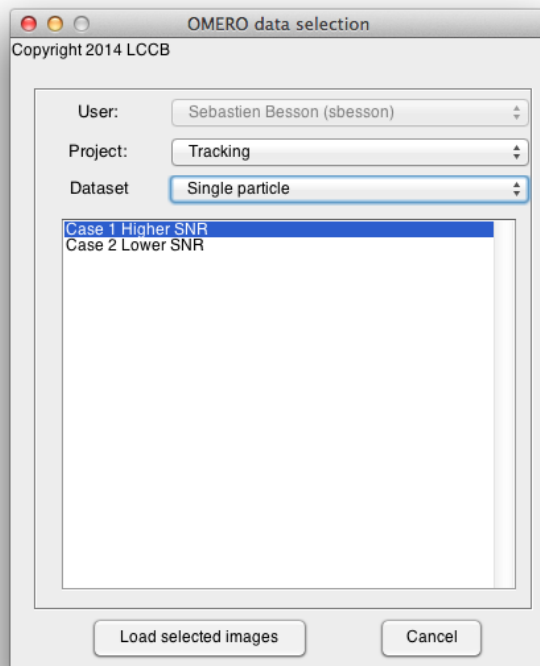 OMERO data selection
Copyright 2014 LCCB
User: Sebastien Besson (sbesson)
Project: Tracking
Dataset Single particle
Case 1 Higher SNR
Case 2 Lower SNR
Load selected images Cancel